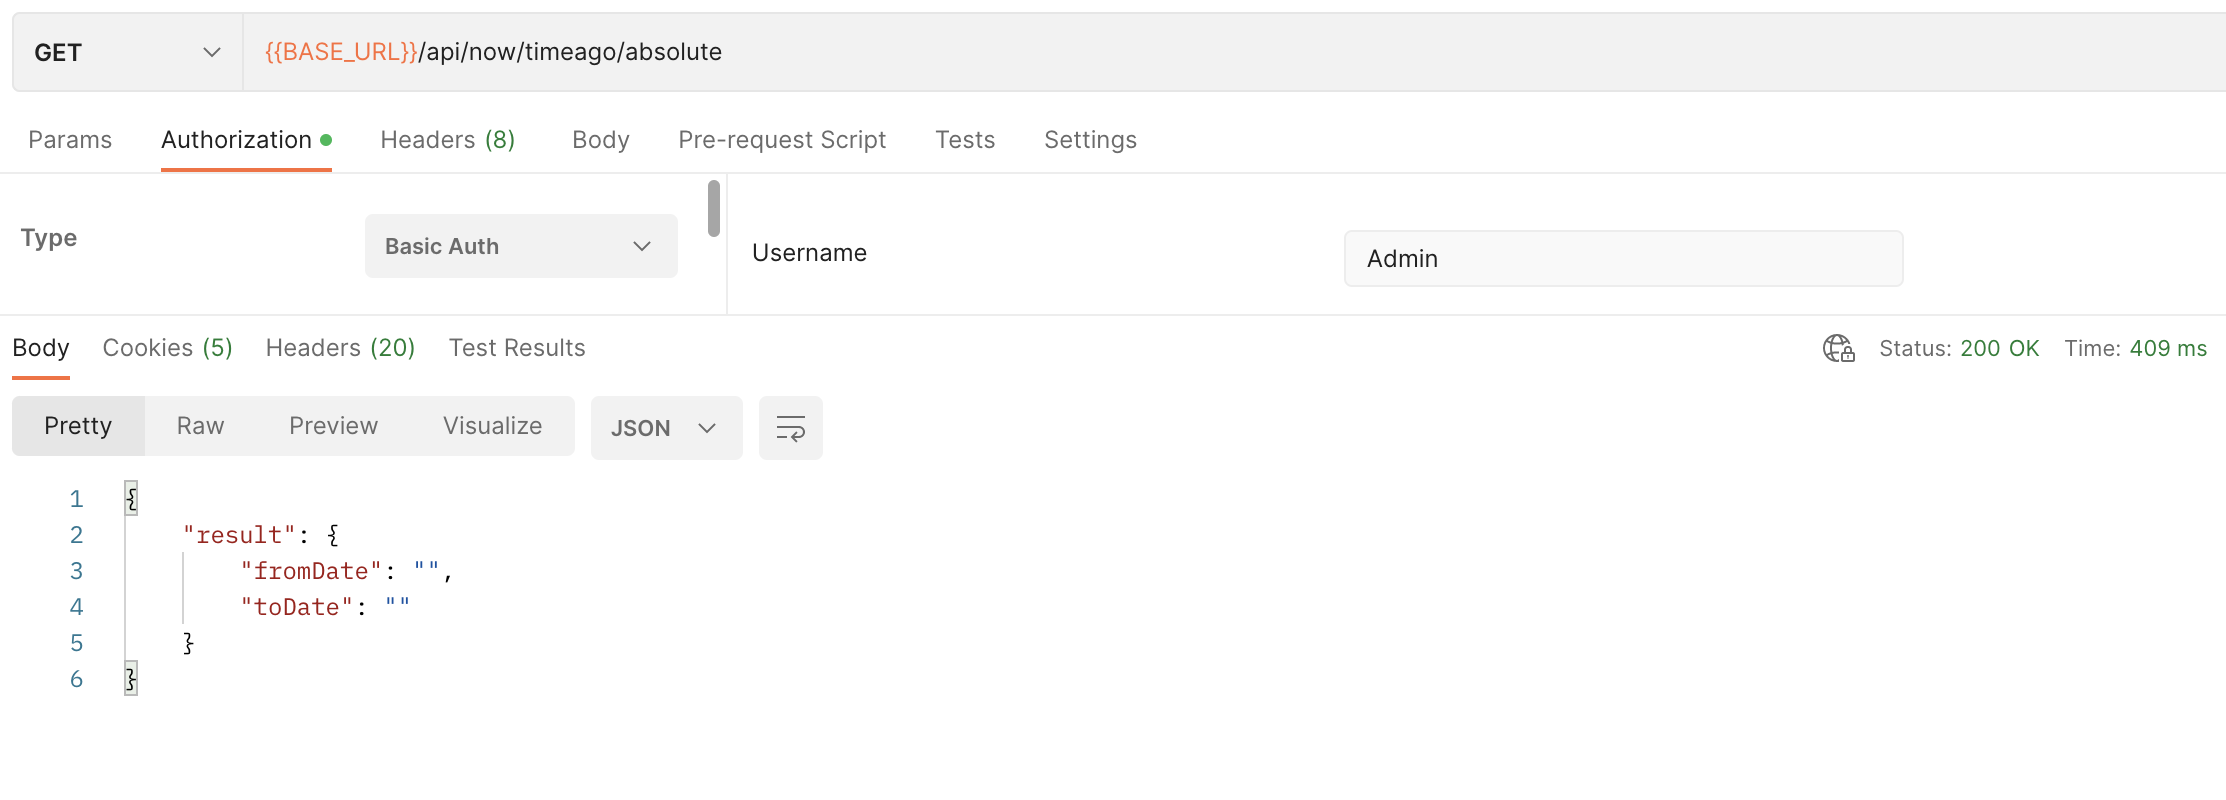 GET {{BASE_URL}}/api/now/timeago/absolute
Params Authorization Headers (8) Body Pre-request Script Tests Settings
Type Basic Auth Username Admin
Body Cookies (5) Headers (20) Test Results Status: 200 OK Time: 409 ms
Pretty Raw Preview Visualize JSON
1 {
2 "result": {
3 "fromDate": "",
4 "toDate": ""
5 }
6 }